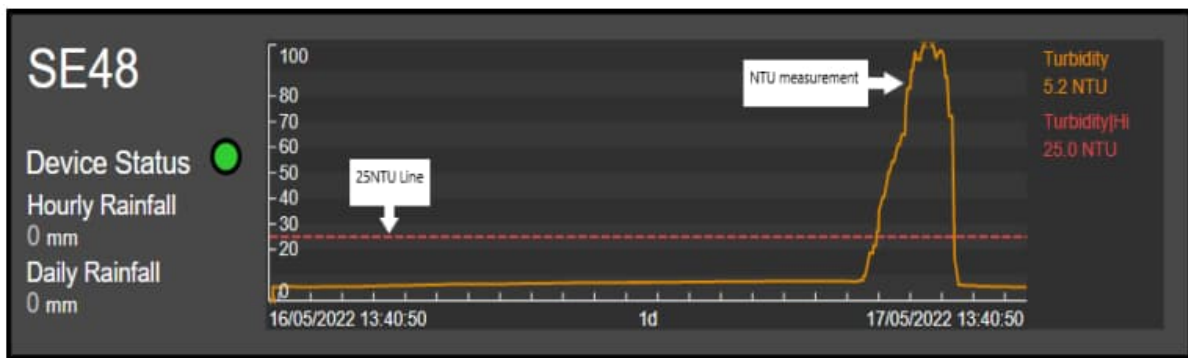 SE48
Device Status
Hourly Rainfall
0 mm
Daily Rainfall
0 mm
100
80
70
60
50
40
30
20
0
25NTU Line
NTU measurement
16/05/2022 13:40:50
1d
17/05/2022 13:40:50
Turbidity
5.2 NTU
Turbidity|Hi
25.0 NTU